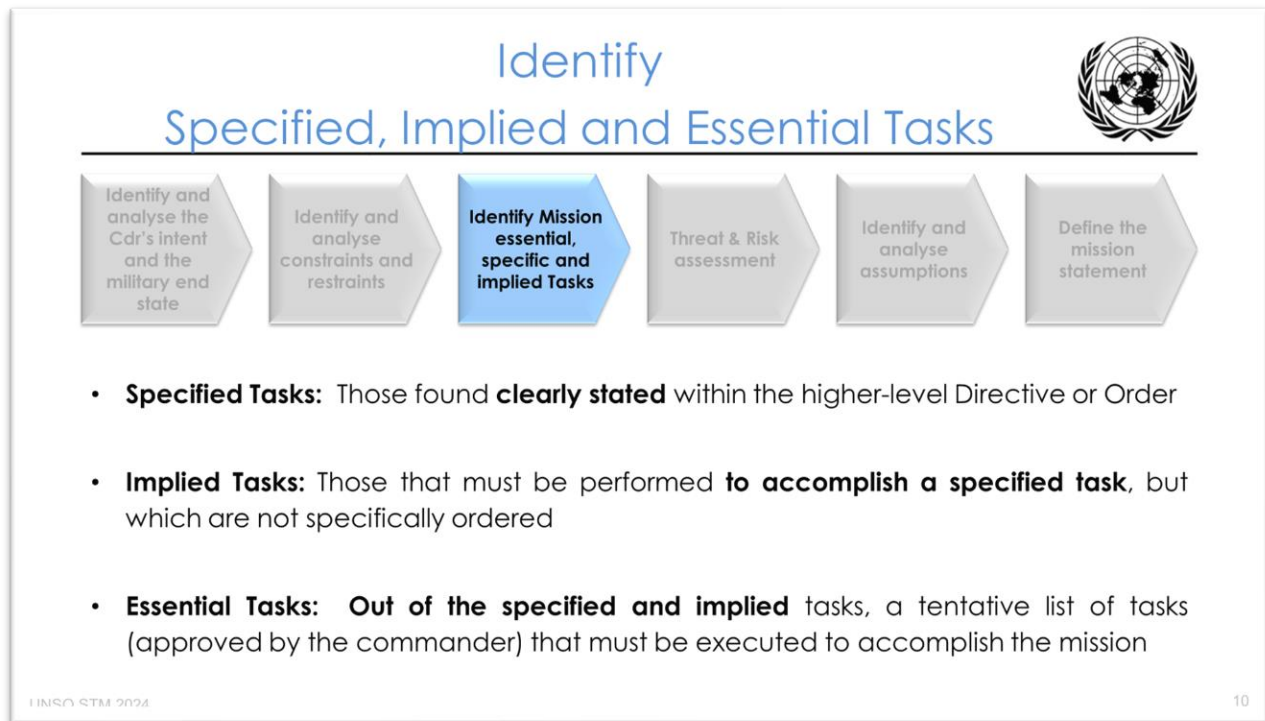 Identify
Specified, Implied and Essential Tasks
Identify and
analyse the
Cdr's intent
and the
military end
state
Identify and
analyse
constraints and
restraints
Identify Mission
essential,
specific and
implied Tasks
Threat & Risk
assessment
Identify and
analyse
assumptions
Define the
mission
statement
• Specified Tasks: Those found clearly stated within the higher-level Directive or Order
• Implied Tasks: Those that must be performed to accomplish a specified task, but
which are not specifically ordered
• Essential Tasks: Out of the specified and implied tasks, a tentative list of tasks
(approved by the commander) that must be executed to accomplish the mission
UNSO STM 2024
10